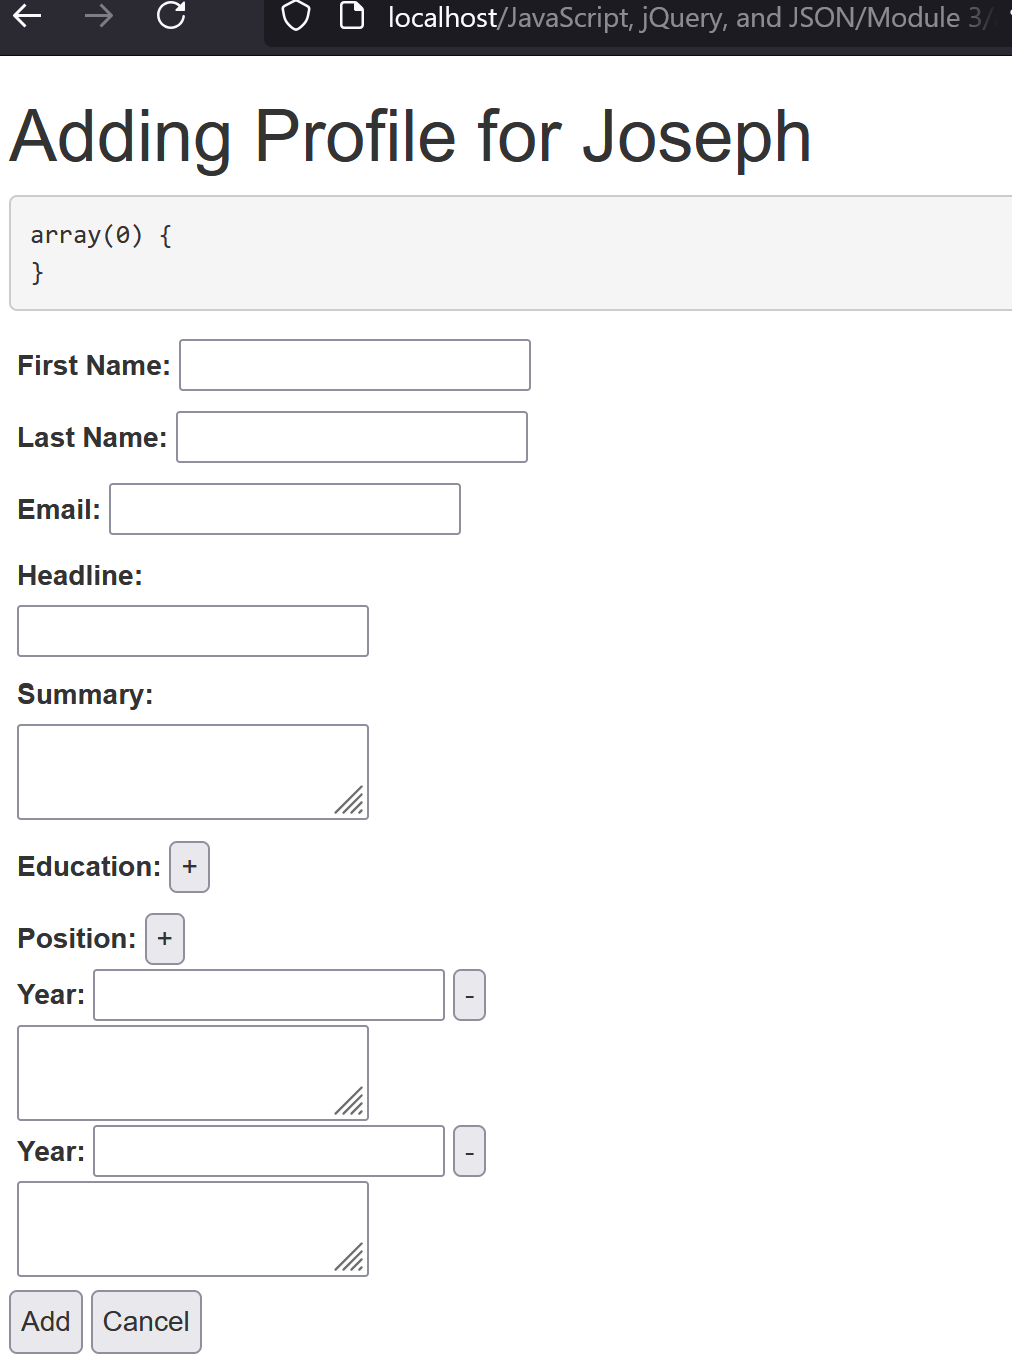 localhost/JavaScript, jQuery, and JSON/Module 3/
Adding Profile for Joseph
array(0) {
}
First Name:
Last Name:
Email:
Headline:
Summary:
Education: +
Position: +
Year: -
Year: -
Add Cancel